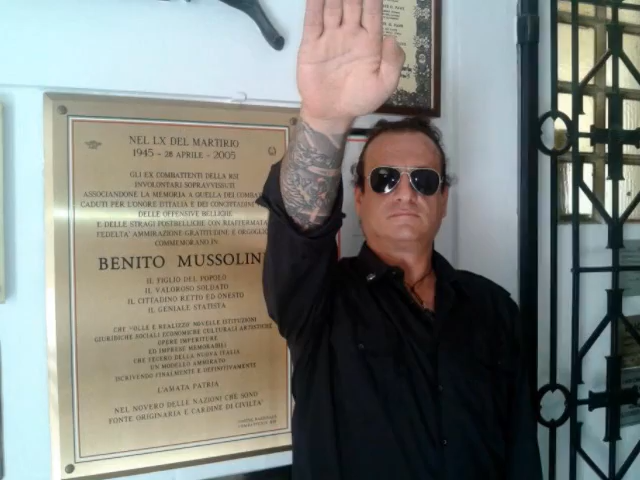 NEL LX DEL MARTIRIO
1945 - 28 APRILE - 2005
GLI EX COMBATTENTI DELLA RSI
INVOLONTARI SOPRAVVISSUTI
ASSOCIANDONE LA MEMORIA A QUELLA DEI
CADUTI PER L'ONORE D'ITALIA E DEI CONCITTADINI
DELLE OFFENSIVE BELLICHE
E DELLE STRAGI POSTBELLICHE CON RIAFFERMATA
FEDELTA' AMMIRAZIONE GRATITUDINE E ORGOGLIO
COMMEMORANO IN
BENITO MUSSOLINI
IL FIGLIO DEL POPOLO
IL VALOROSO SOLDATO
IL CITTADINO RETTO ED ONESTO
IL GENIALE STATISTA
CHE "VOLLE E REALIZZO" NOVELLE ISTITUZIONI
GIURIDICHE SOCIALI ECONOMICHE CULTURALI ARTISTICHE
OPERE IMPERITURE
ED IMPRESE MEMORABILI
CHE FECERO DELLA NUOVA ITALIA
UN MODELLO AMMIRATO
ISCRIVENDO FINALMENTE E DEFINITIVAMENTE
L'AMATA PATRIA
NEL NOVERO DELLE NAZIONI CHE SONO
FONTE ORIGINARIA E CARDINE DI CIVILTA'